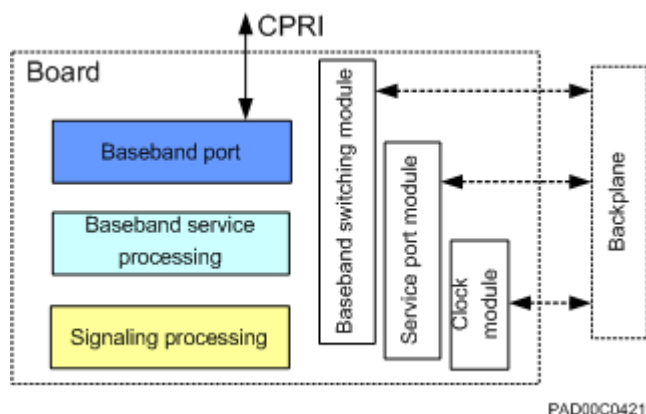 CPRI
Board
Baseband port
Baseband service
processing
Signaling processing
Baseband switching module
Service port module
Clock
module
Backplane
PAD00C0421